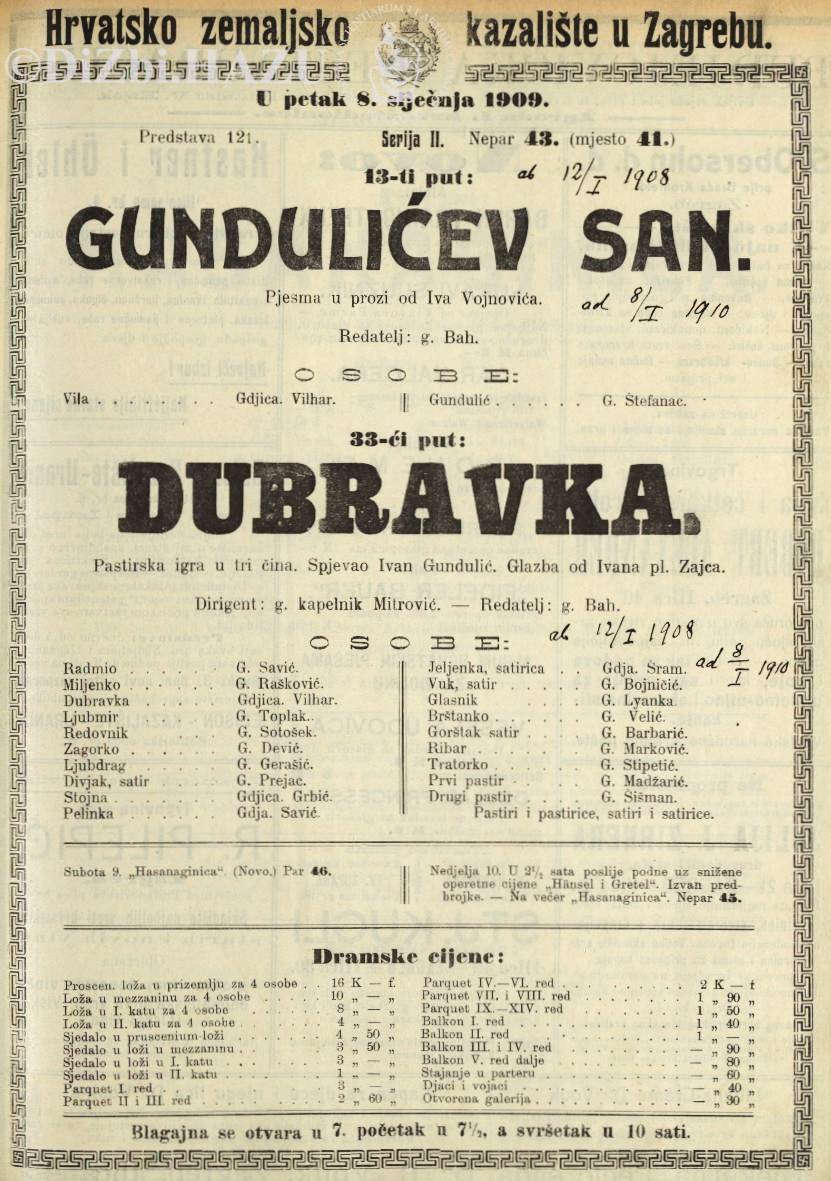 Hrvatsko zemaljsko kazalište u Zagrebu.
© DiZbi HAZU
U petak 8. siječnja 1909.
Predstava 121. Serija II. Nepar 43. (mjesto 41.)
13-ti put: ab 12/I 1908
GUNDULIĆEV SAN.
Pjesma u prozi od Iva Vojnovića. ad 8/I 1910
Redatelj: g. Bah.
OSOBE:
Vila . . . . . . . . Gdjica. Vilhar. || Gundulić . . . . . . G. Štefanac.
33-ći put:
DUBRAVKA.
Pastirska igra u tri čina. Spjevao Ivan Gundulić. Glazba od Ivana pl. Zajca.
Dirigent: g. kapelnik Mitrović. — Redatelj: g. Bah.
OSOBE: ab 12/I 1908
ad 8/I 1910
Radmio . . . . . . G. Savić.
Miljenko . . . . . . G. Rašković.
Dubravka . . . . . Gdjica. Vilhar.
Ljubmir . . . . . . G. Toplak.
Redovnik . . . . . G. Sotošek.
Zagorko . . . . . . G. Dević.
Ljubdrag . . . . . G. Gerašić.
Divjak, satir . . . . G. Prejac.
Stojna . . . . . . . Gdjica. Grbić.
Pelinka . . . . . . Gdja. Savić.
Jeljenka, satirica . . Gdja. Šram.
Vuk, satir . . . . . G. Bojničić.
Glasnik . . . . G. Lyanka.
Brštanko . . . . . G. Velić.
Gorštak satir . . . . G. Barbarić.
Ribar . . . . . . G. Marković.
Tratorko . . . . . G. Stipetić.
Prvi pastir . . . . G. Madžarić.
Drugi pastir . . . . G. Šišman.
Pastiri i pastirice, satiri i satirice.
Subota 9. „Hasanaginica“. (Novo.) Par 46.
Nedjelja 10. U 2½ sata poslije podne uz snižene
operetne cijene „Hänsel i Gretel“. Izvan pred-
brojke. — Na večer „Hasanaginica“. Nepar 45.
Dramske cijene:
Proscen. loža u prizemlju za 4 osobe . . 16 K — f.
Loža u mezzaninu za 4 osobe . . . . . 10 „ — „
Loža u I. katu za 4 osobe . . . . . . 8 „ — „
Loža u II. katu za 4 osobe . . . . . . 4 „ — „
Sjedalo u pruscenium-loži . . . . . . 4 „ 50 „
Sjedalo u loži u mezzaninu . . . . . . 3 „ 50 „
Sjedalo u loži u I. katu . . . . . . . 3 „ — „
Sjedalo u loži u II. katu . . . . . . . 1 „ — „
Parquet I. red . . . . . . . . . . . 3 „ — „
Parquet II i III. red . . . . . . . . . 2 „ 60 „
Parquet IV.—VI. red . . . . . . . . 2 K — f
Parquet VII. i VIII. red . . . . . . . 1 „ 90 „
Parquet IX.—XIV. red . . . . . . . 1 „ 50 „
Balkon I. red . . . . . . . . . . . 1 „ 40 „
Balkon II. red . . . . . . . . . . 1 „ — „
Balkon III. i IV. red . . . . . . . . — „ 90 „
Balkon V. red dalje . . . . . . . . — „ 80 „
Stajanje u parteru . . . . . . . . . — „ 60 „
Djaci i vojaci . . . . . . . . . . — „ 40 „
Otvorena galerija . . . . . . . . . — „ 30 „
Blagajna se otvara u 7. početak u 7½, a svršetak u 10 sati.